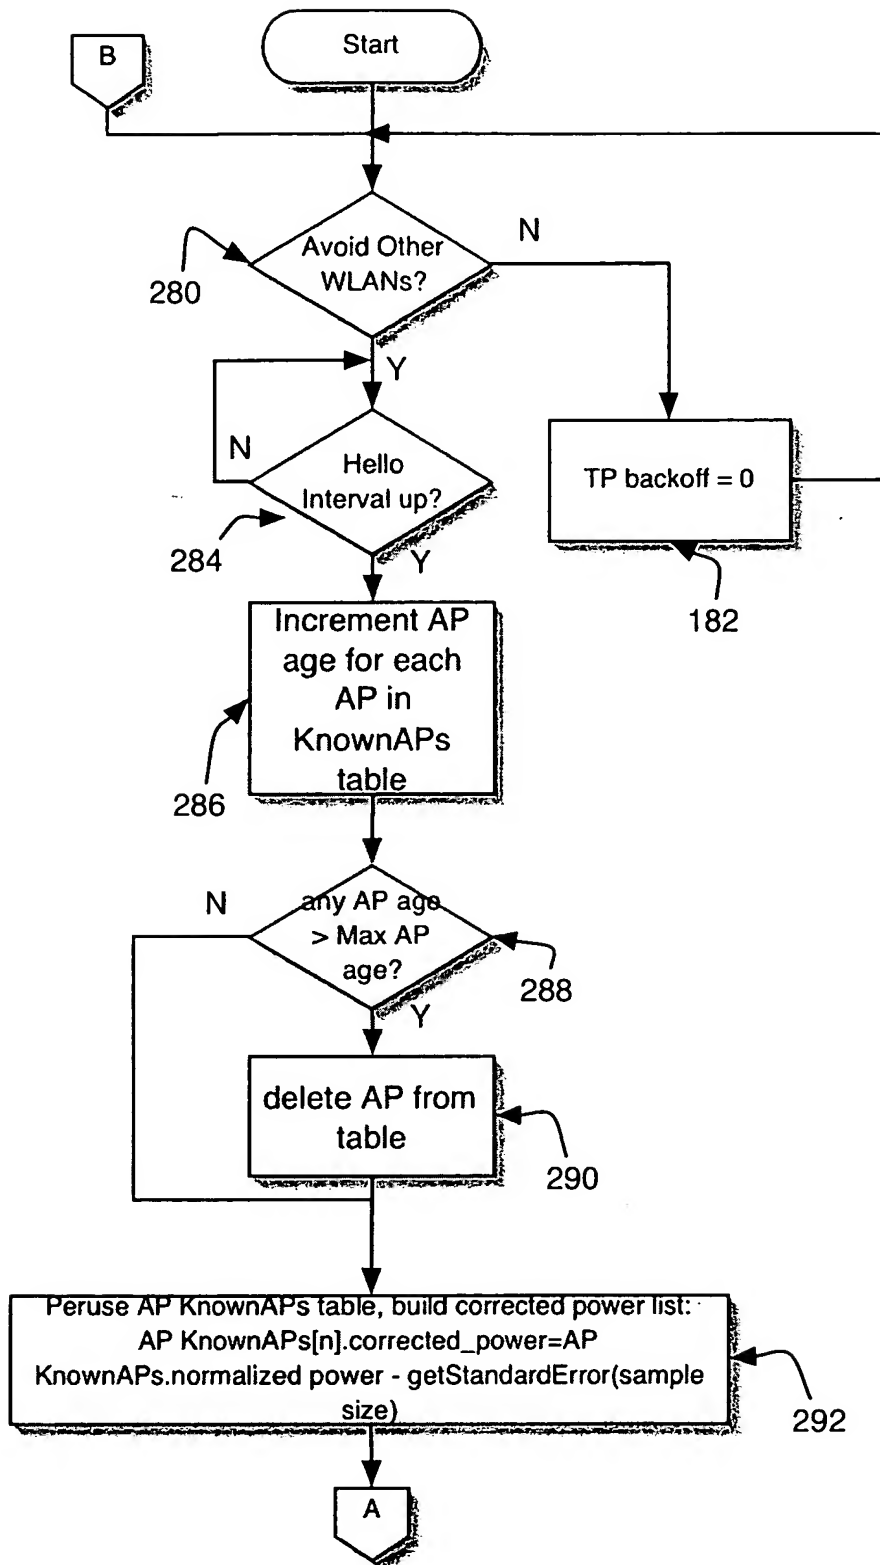 B
Start
Avoid Other
WLANs?
N
280
Y
N
Hello
Interval up?
284
TP backoff = 0
182
Y
Increment AP
age for each
AP in
KnownAPs
table
286
N
any AP age
> Max AP
age?
288
Y
delete AP from
table
290
Peruse AP KnownAPs table, build corrected power list:
AP KnownAPs[n].corrected_power=AP
KnownAPs.normalized power - getStandardError(sample
size)
292
A